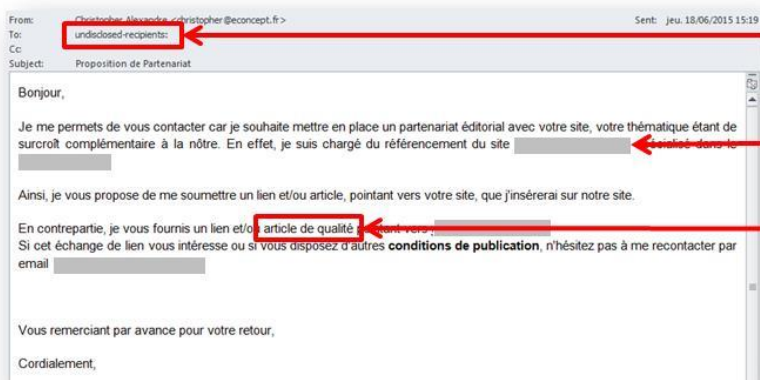 From: Christopher Alexandre <christopher@econcept.fr> Sent: jeu. 18/06/2015 15:19
To: undisclosed-recipients:
Cc:
Subject: Proposition de Partenariat
Bonjour,
Je me permets de vous contacter car je souhaite mettre en place un partenariat éditorial avec votre site, votre thématique étant de
surcroît complémentaire à la nôtre. En effet, je suis chargé du référencement du site spécialisé dans le
Ainsi, je vous propose de me soumettre un lien et/ou article, pointant vers votre site, que j'insérerai sur notre site.
En contrepartie, je vous fournis un lien et/ou article de qualité pointant vers
Si cet échange de lien vous intéresse ou si vous disposez d'autres conditions de publication, n'hésitez pas à me recontacter par
email
Vous remerciant par avance pour votre retour,
Cordialement,